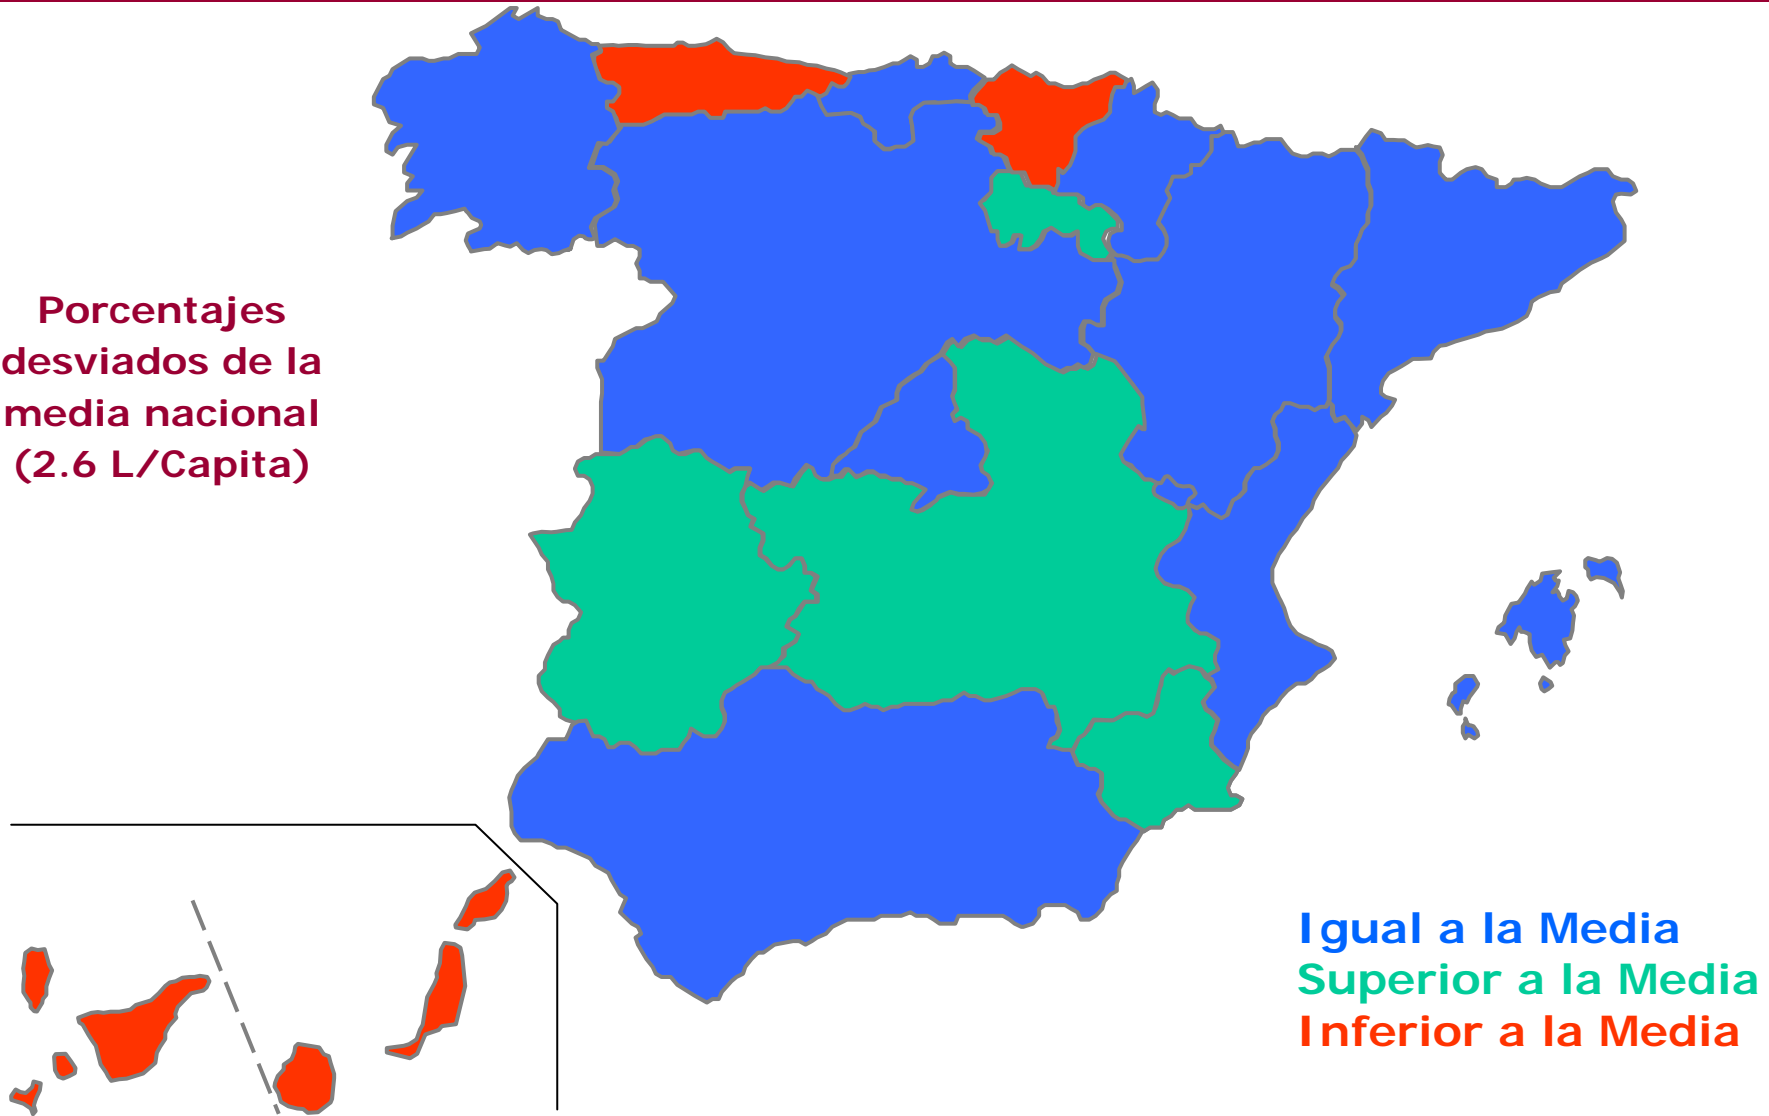 Porcentajes
desviados de la
media nacional
(2.6 L/Capita)
Igual a la Media
Superior a la Media
Inferior a la Media